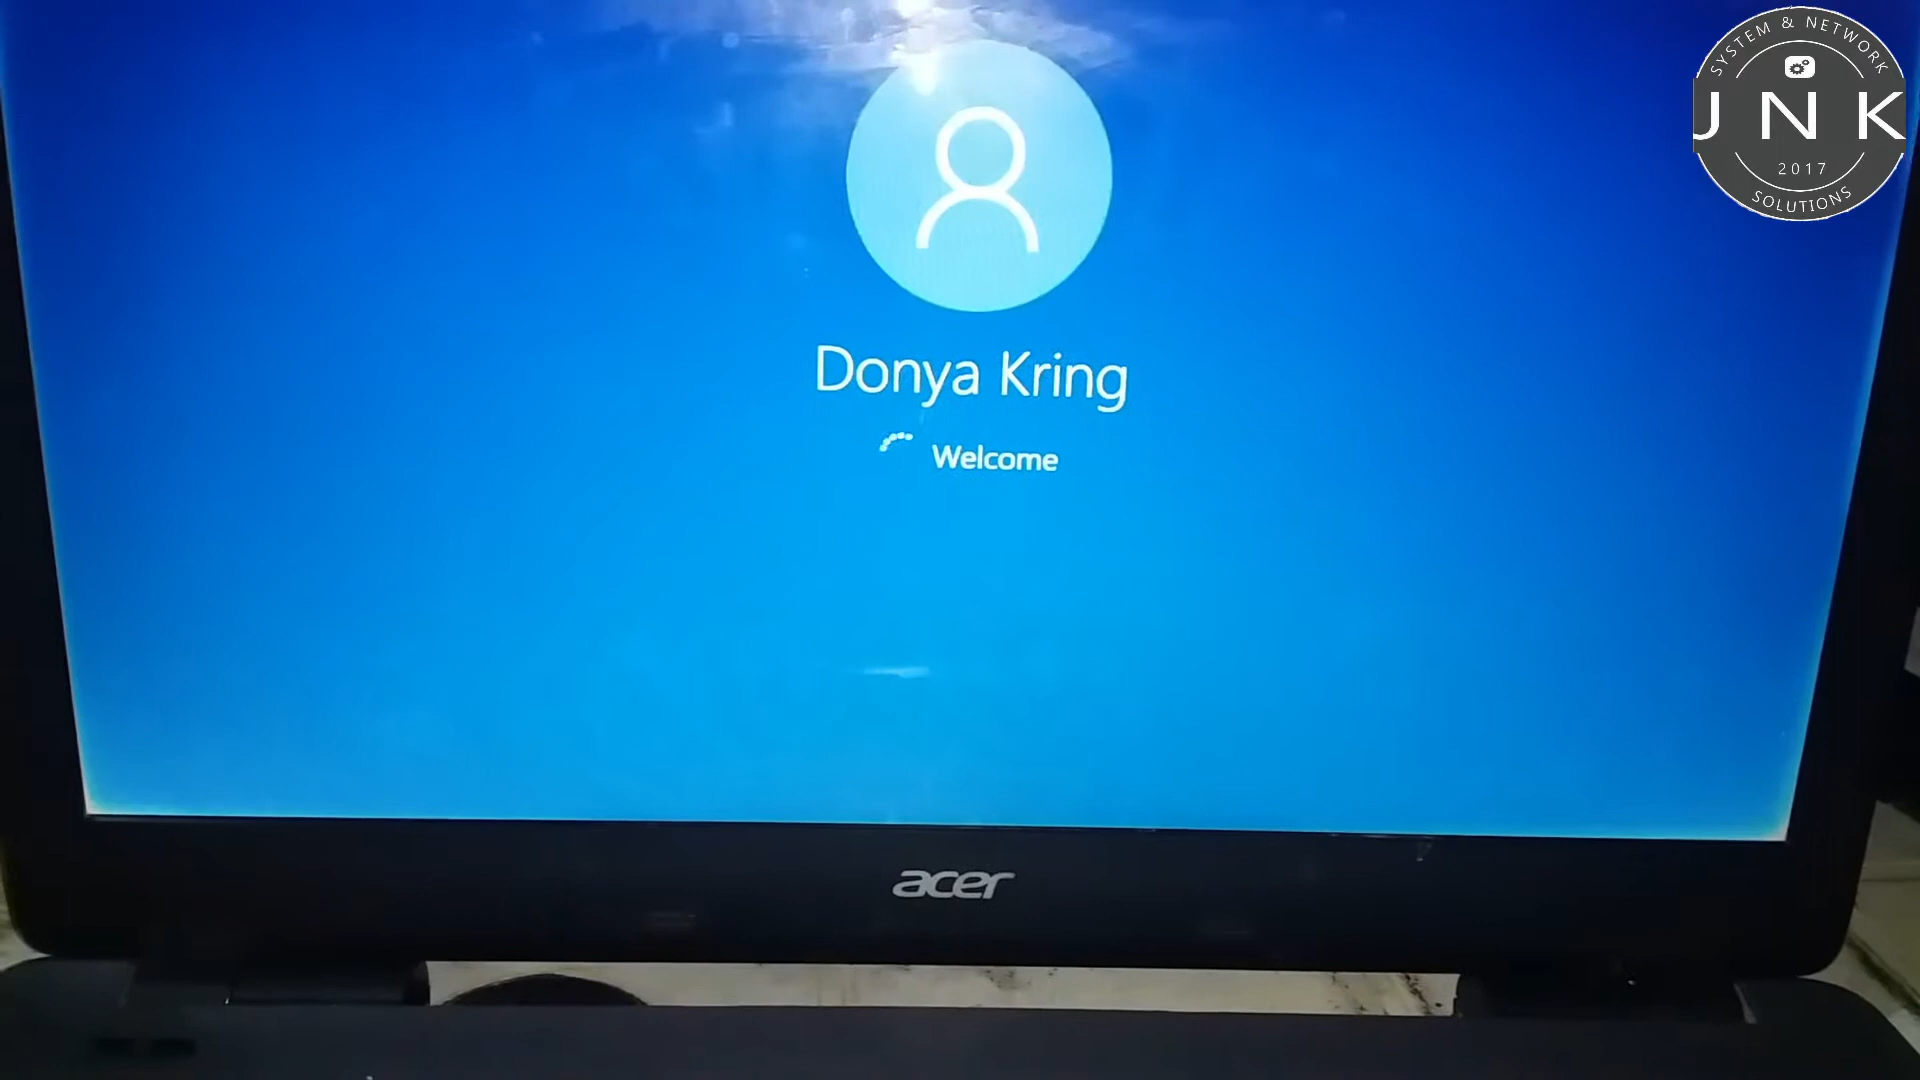 SYSTEM & NETWORK
JNK
2017
SOLUTIONS
Donya Kring
Welcome
acer